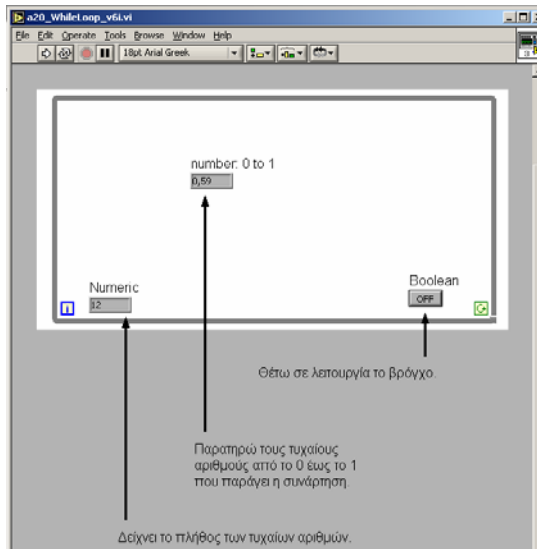 a20_WhileLoop_v6i.vi
File Edit Operate Tools Browse Window Help
18pt Arial Greek
number: 0 to 1
0,59
Numeric
12
i
Boolean
OFF
Θέτω σε λειτουργία το βρόγχο.
Παρατηρώ τους τυχαίους
αριθμούς από το 0 έως το 1
που παράγει η συνάρτηση.
Δείχνει το πλήθος των τυχαίων αριθμών.